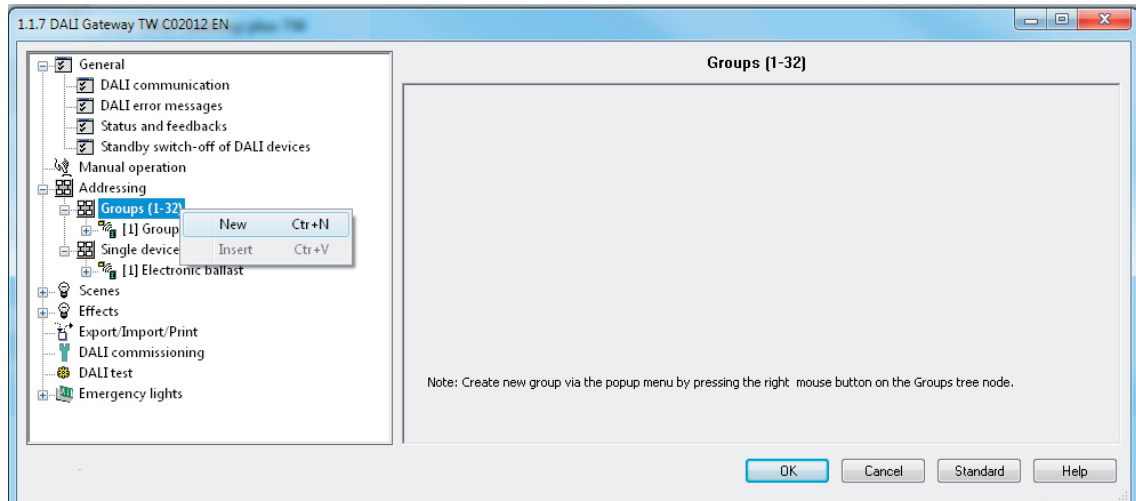 1.1.7 DALI Gateway TW C02012 EN
General
DALI communication
DALI error messages
Status and feedbacks
Standby switch-off of DALI devices
Manual operation
Addressing
Groups (1-32)
[1] Group
Single device
[1] Electronic ballast
Scenes
Effects
Export/Import/Print
DALI commissioning
DALI test
Emergency lights
New Ctr+N
Insert Ctr+V
Groups (1-32)
Note: Create new group via the popup menu by pressing the right mouse button on the Groups tree node.
OK Cancel Standard Help